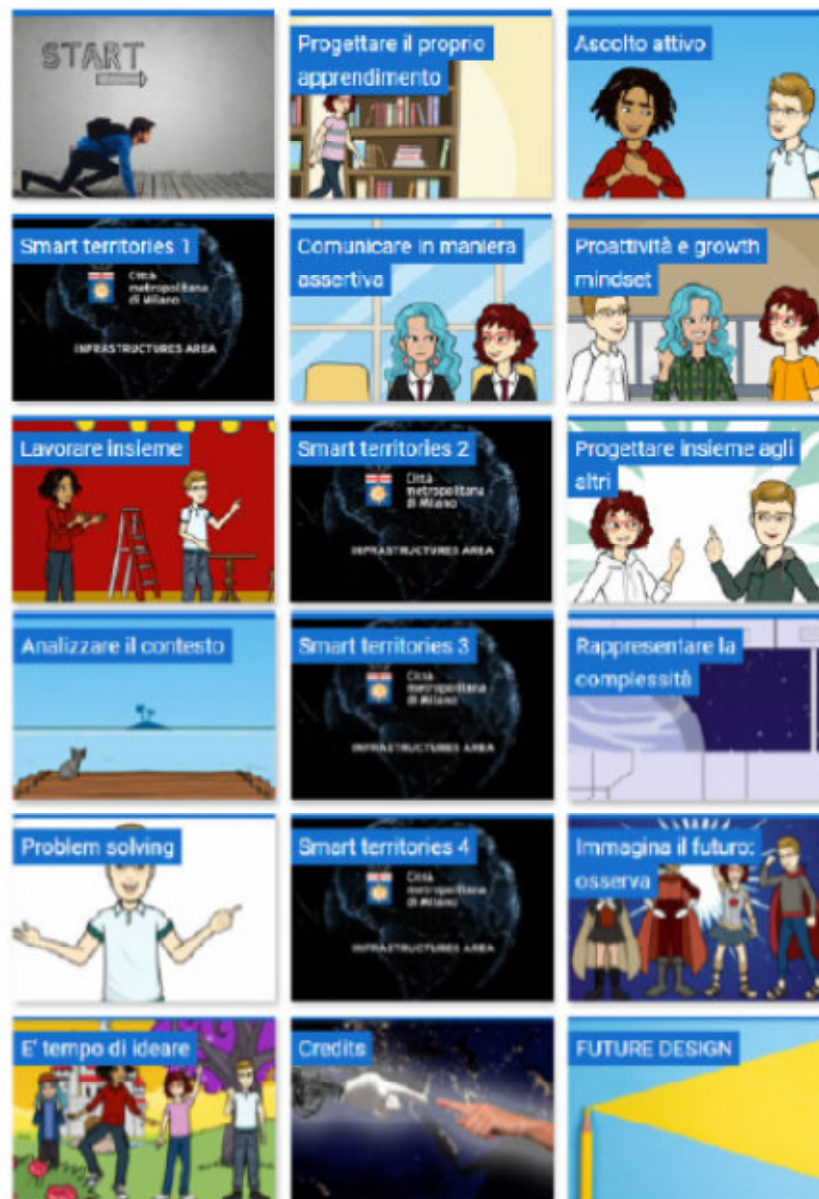 START
Progettare il proprio
apprendimento
Ascolto attivo
Smart territories 1
Città
metropolitana
di Milano
INFRASTRUCTURES AREA
Comunicare in maniera
assertiva
Proattività e growth
mindset
Lavorare insieme
Smart territories 2
Città
metropolitana
di Milano
INFRASTRUCTURES AREA
Progettare insieme agli
altri
Analizzare il contesto
Smart territories 3
Città
metropolitana
di Milano
INFRASTRUCTURES AREA
Rappresentare la
complessità
Problem solving
Smart territories 4
Città
metropolitana
di Milano
INFRASTRUCTURES AREA
Immagina il futuro:
osserva
E' tempo di ideare
Credits
FUTURE DESIGN